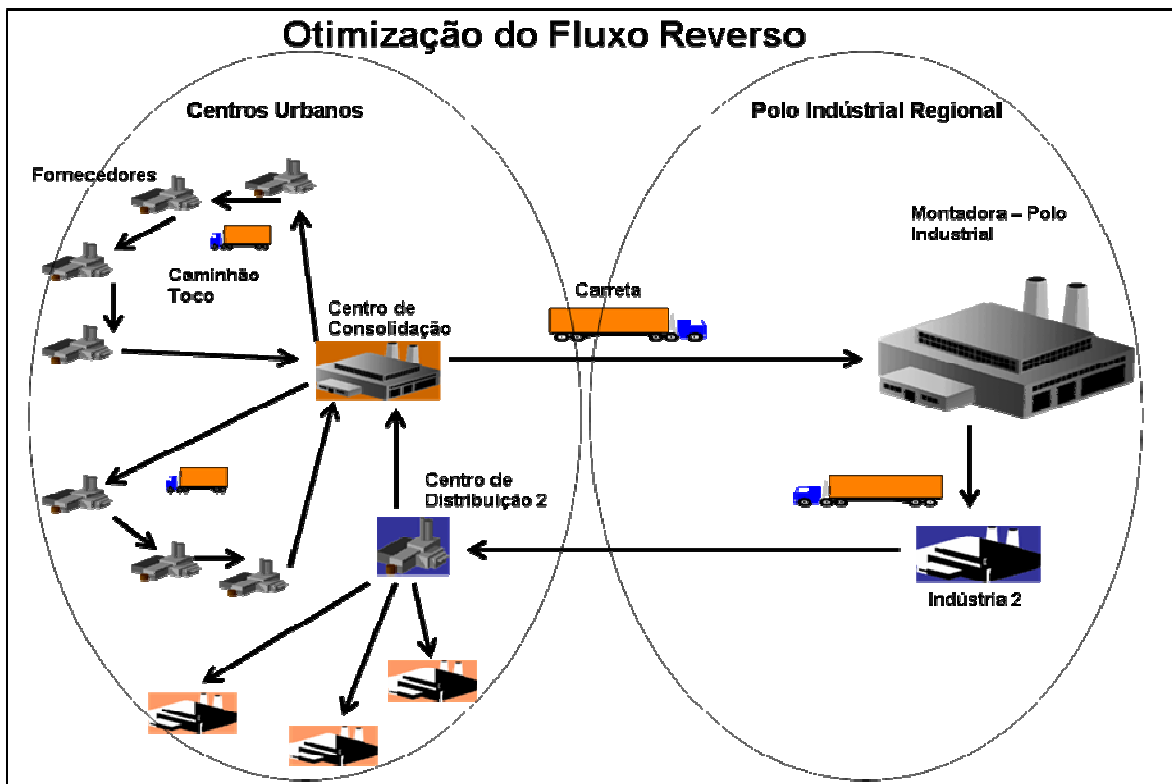 Otimização do Fluxo Reverso
Centros Urbanos
Polo Indústrial Regional
Fornecedores
Caminhão
Toco
Centro de
Consolidação
Carreta
Montadora – Polo
Industrial
Centro de
Distribuição 2
Indústria 2